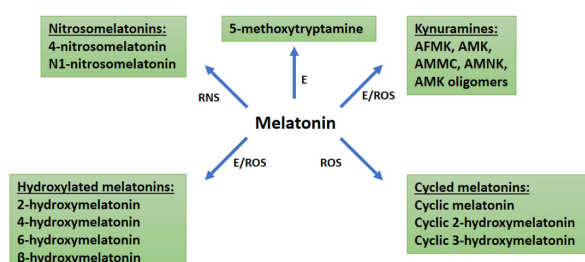 Nitrosomelatonins:
4-nitrosomelatonin
N1-nitrosomelatonin
5-methoxytryptamine
Kynuramines:
AFMK, AMK,
AMMC, AMNK,
AMK oligomers
RNS
E
E/ROS
Melatonin
E/ROS
ROS
Hydroxylated melatonins:
2-hydroxymelatonin
4-hydroxymelatonin
6-hydroxymelatonin
β-hydroxymelatonin
Cycled melatonins:
Cyclic melatonin
Cyclic 2-hydroxymelatonin
Cyclic 3-hydroxymelatonin